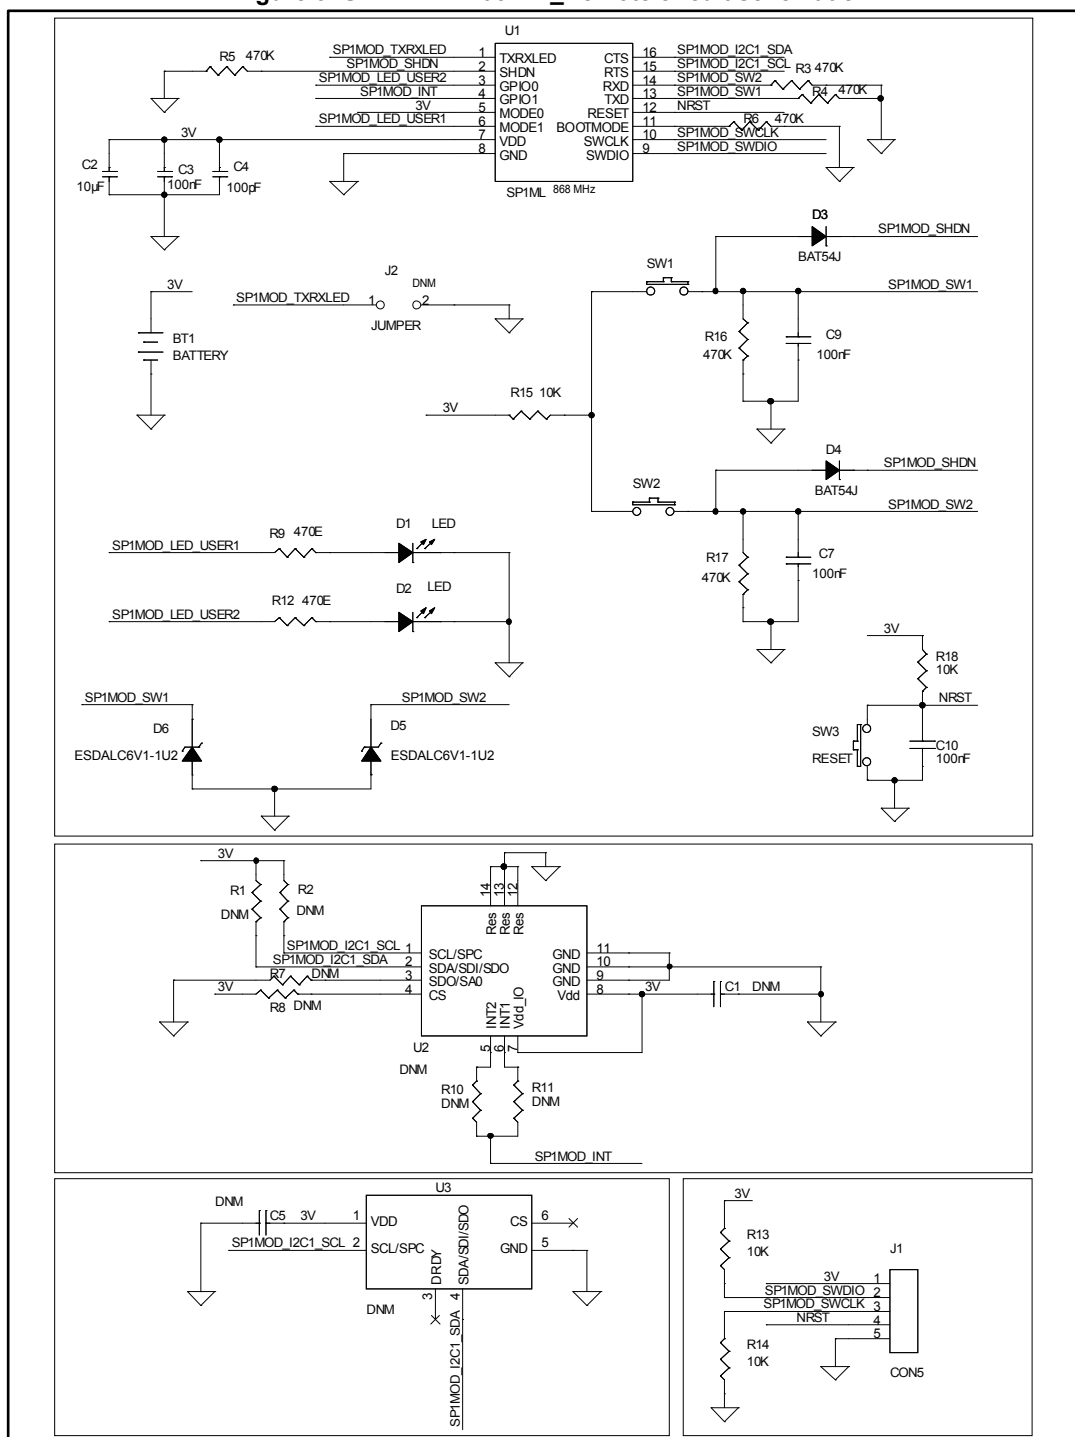 U1
R5 470K
SP1MOD_TXRXLED 1 TXRXLED
SP1MOD_SHDN 2 SHDN
SP1MOD_LED_USER2 3 GPIO0
SP1MOD_INT 4 GPIO1
3V 5 MODE0
SP1MOD_LED_USER1 6 MODE1
7 VDD
8 GND
CTS 16 SP1MOD_I2C1_SDA
RTS 15 SP1MOD_I2C1_SCL
RXD 14 SP1MOD_SW2 R3 470K
TXD 13 SP1MOD_SW1 R4 470K
RESET 12 NRST
BOOTMODE 11 R6 470K
SWCLK 10 SP1MOD_SWCLK
SWDIO 9 SP1MOD_SWDIO
SP1ML 868 MHz
3V
C2 10µF
C3 100nF
C4 100pF
D3
BAT54J
SP1MOD_SHDN
SW1
SP1MOD_SW1
R16 470K
C9 100nF
3V
BT1
BATTERY
J2
DNM
SP1MOD_TXRXLED 1 2
JUMPER
R15 10K
3V
D4
BAT54J
SP1MOD_SHDN
SW2
SP1MOD_SW2
R17 470K
C7 100nF
D1 LED
R9 470E
SP1MOD_LED_USER1
D2 LED
R12 470E
SP1MOD_LED_USER2
3V
R18 10K
NRST
SW3
RESET
C10 100nF
SP1MOD_SW1
D6
ESDALC6V1-1U2
SP1MOD_SW2
D5
ESDALC6V1-1U2
3V
R1 DNM
R2 DNM
14 13 12
Res Res Res
SP1MOD_I2C1_SCL 1 SCL/SPC
SP1MOD_I2C1_SDA 2 SDA/SDI/SDO
R7 DNM 3 SDO/SA0
3V 4 CS
R8 DNM
GND 11
GND 10
GND 9
Vdd 8 3V C1 DNM
INT2 INT1 Vdd_IO
5 6 7
U2
DNM
R10 DNM
R11 DNM
SP1MOD_INT
U3
DNM
C5 3V 1 VDD
SP1MOD_I2C1_SCL 2 SCL/SPC
DRDY SDA/SDI/SDO
CS 6
GND 5
3 4
DNM
SP1MOD_I2C1_SDA
3V
R13
10K
J1
3V 1
SP1MOD_SWDIO 2
SP1MOD_SWCLK 3
NRST 4
5
R14
10K
CON5